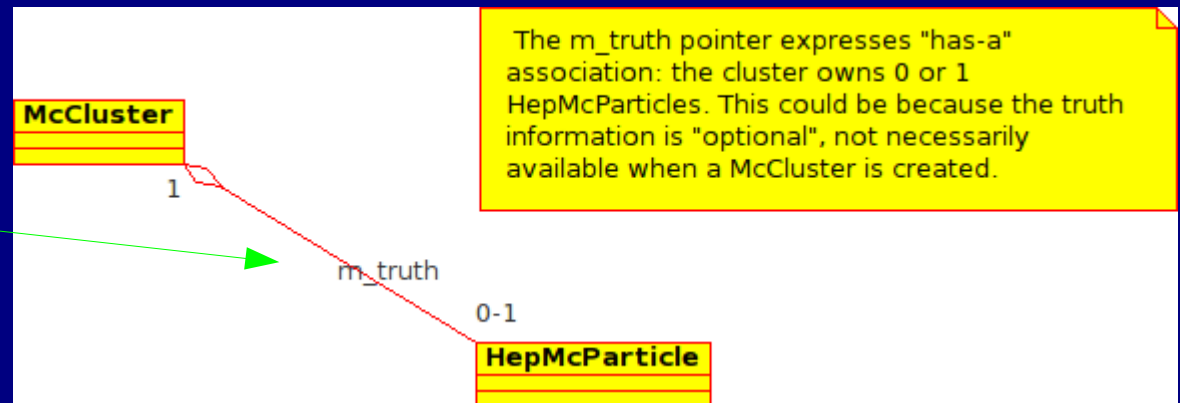 The m_truth pointer expresses "has-a"
association: the cluster owns 0 or 1
HepMcParticles. This could be because the truth
information is "optional", not necessarily
available when a McCluster is created.
McCluster
1
m_truth
0-1
HepMcParticle